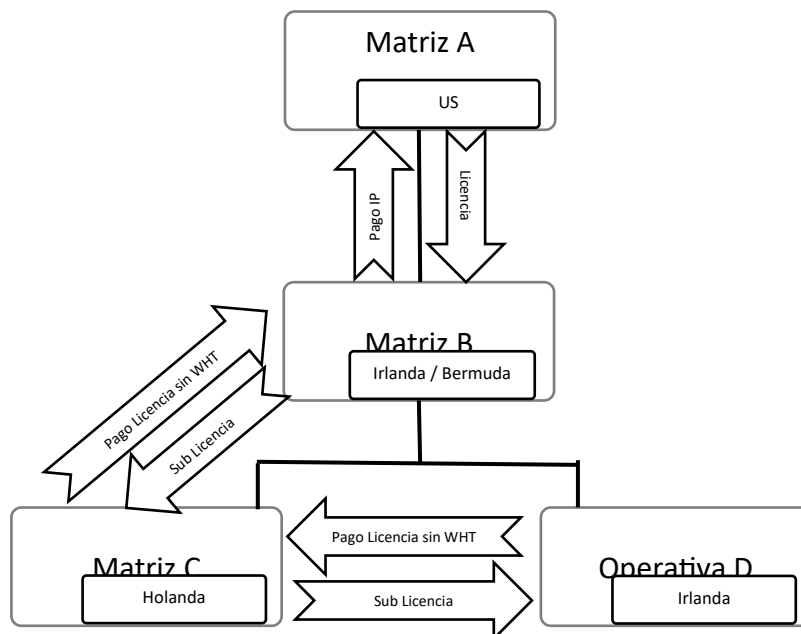 Matriz A
US
Pago IP
Licencia
Matriz B
Irlanda / Bermuda
Pago Licencia sin WHT
Sub Licencia
Matriz C
Holanda
Pago Licencia sin WHT
Sub Licencia
Operativa D
Irlanda